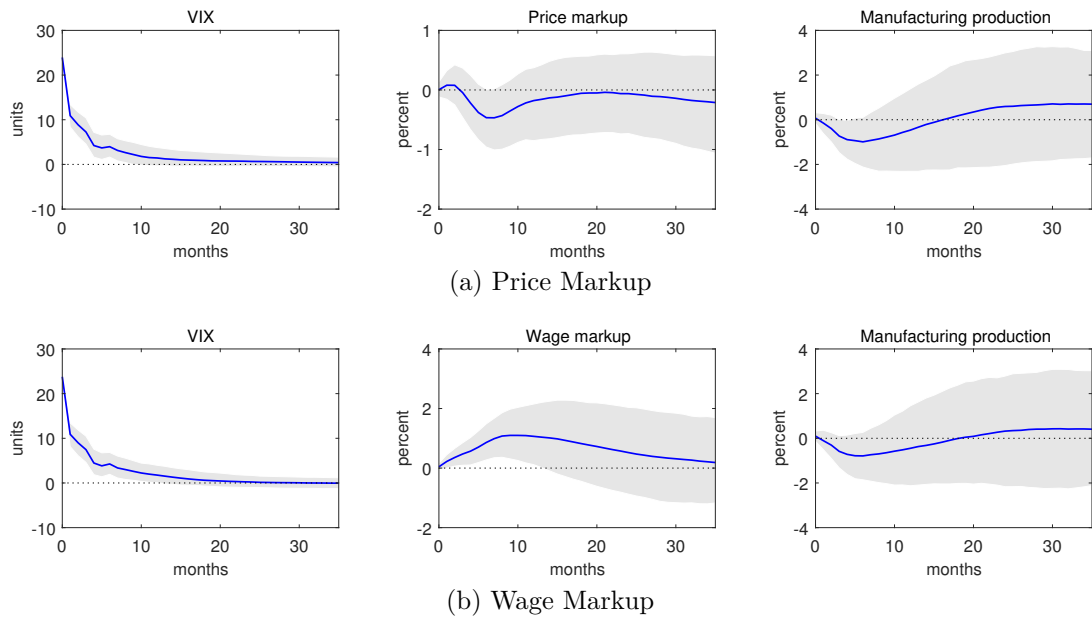 VIX
30
20
10
0
-10
units
0 10 20 30
months
Price markup
1
0
-1
-2
percent
0 10 20 30
months
Manufacturing production
4
2
0
-2
-4
percent
0 10 20 30
months
(a) Price Markup
VIX
30
20
10
0
-10
units
0 10 20 30
months
Wage markup
4
2
0
-2
percent
0 10 20 30
months
Manufacturing production
4
2
0
-2
-4
percent
0 10 20 30
months
(b) Wage Markup